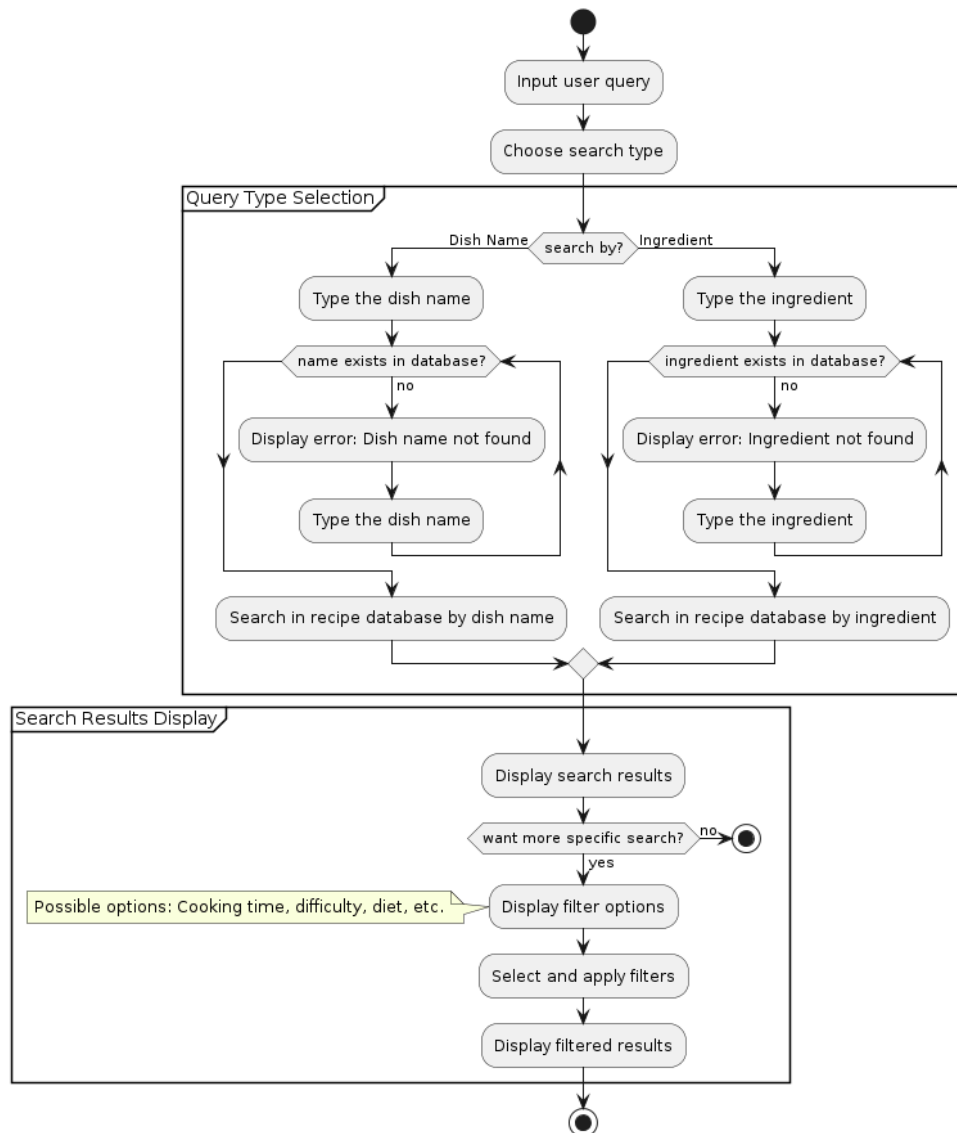 Input user query
Choose search type
Query Type Selection
Dish Name
search by?
Ingredient
Type the dish name
Type the ingredient
name exists in database?
ingredient exists in database?
no
no
Display error: Dish name not found
Display error: Ingredient not found
Type the dish name
Type the ingredient
Search in recipe database by dish name
Search in recipe database by ingredient
Search Results Display
Display search results
want more specific search?
no
yes
Possible options: Cooking time, difficulty, diet, etc.
Display filter options
Select and apply filters
Display filtered results